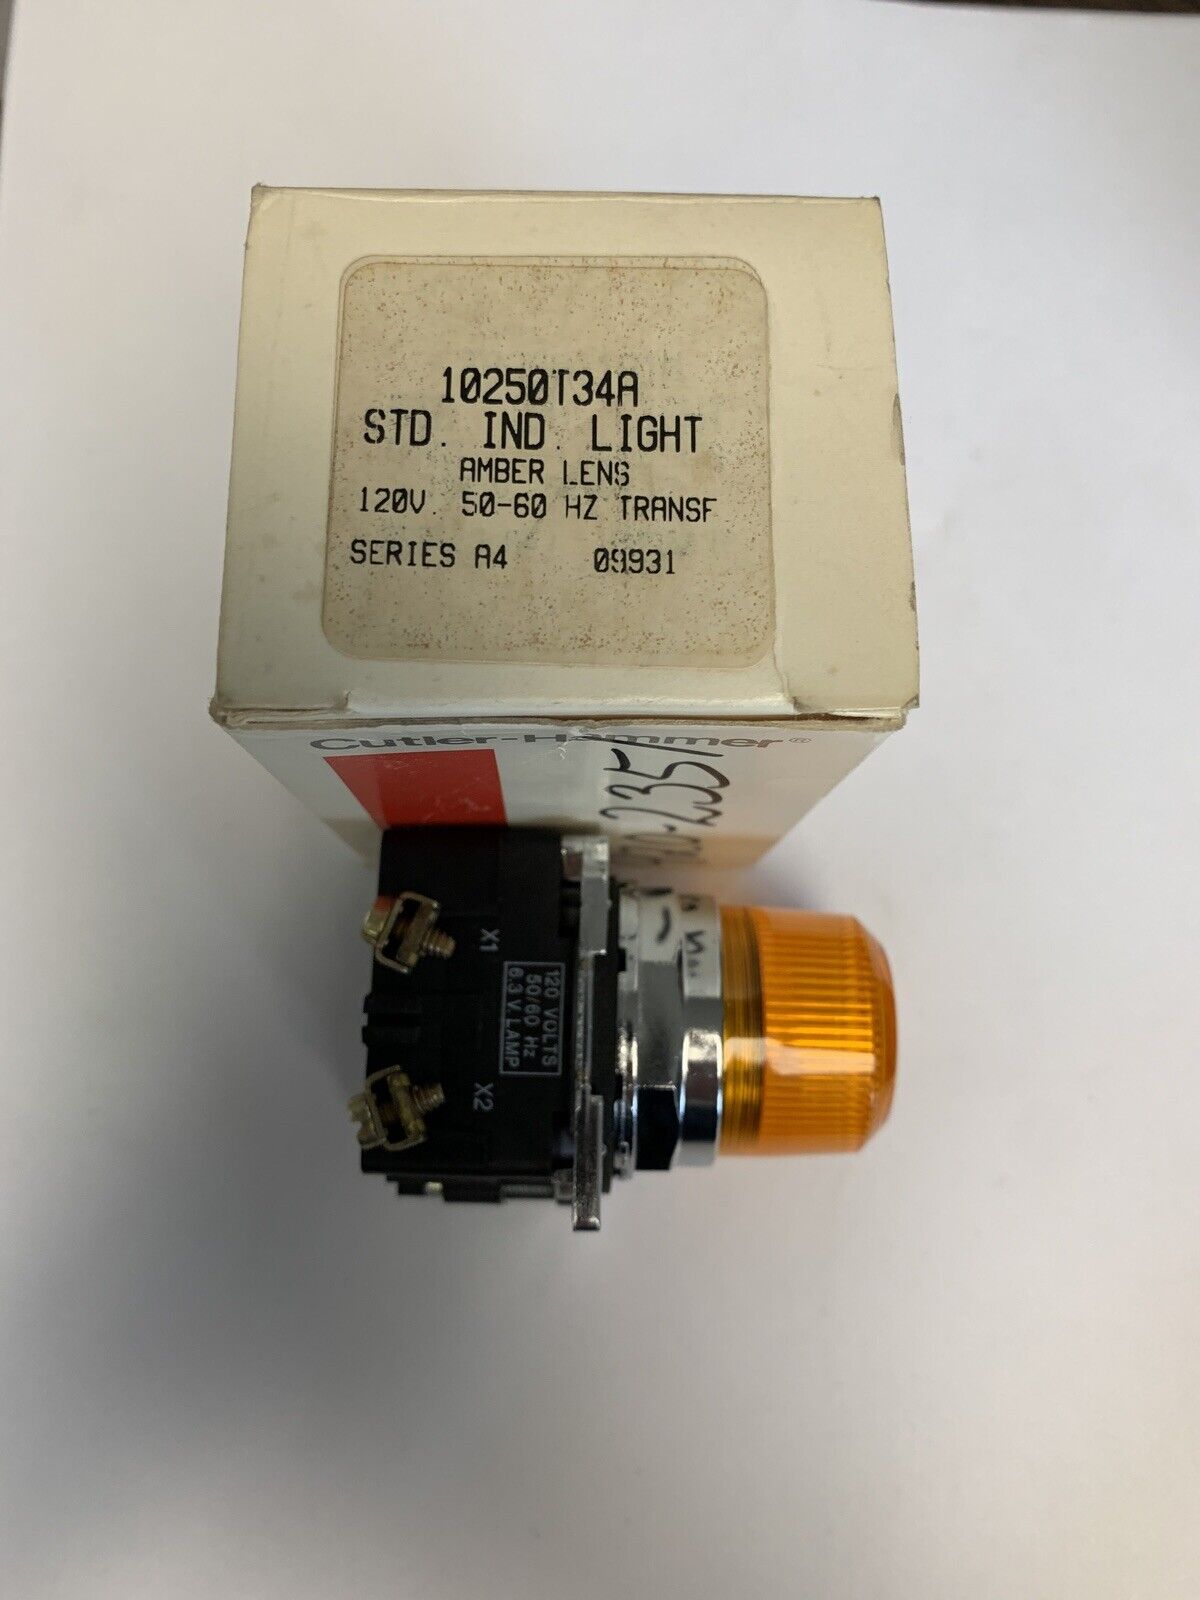 10250T34A
STD. IND. LIGHT
AMBER LENS
120V. 50-60 HZ TRANSF
SERIES A4 09931
Cutler-Hammer®
X1
120 VOLTS
50/60 Hz
6.3 V. LAMP
X2